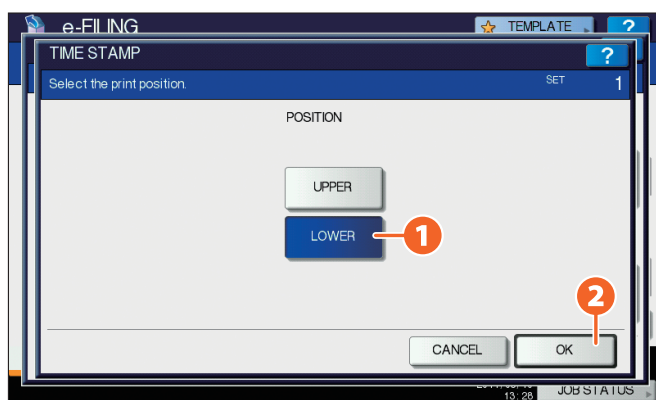 e-FILING
TEMPLATE
?
TIME STAMP
?
Select the print position.
SET 1
POSITION
UPPER
LOWER
1
2
CANCEL
OK
13:28
JOB STATUS